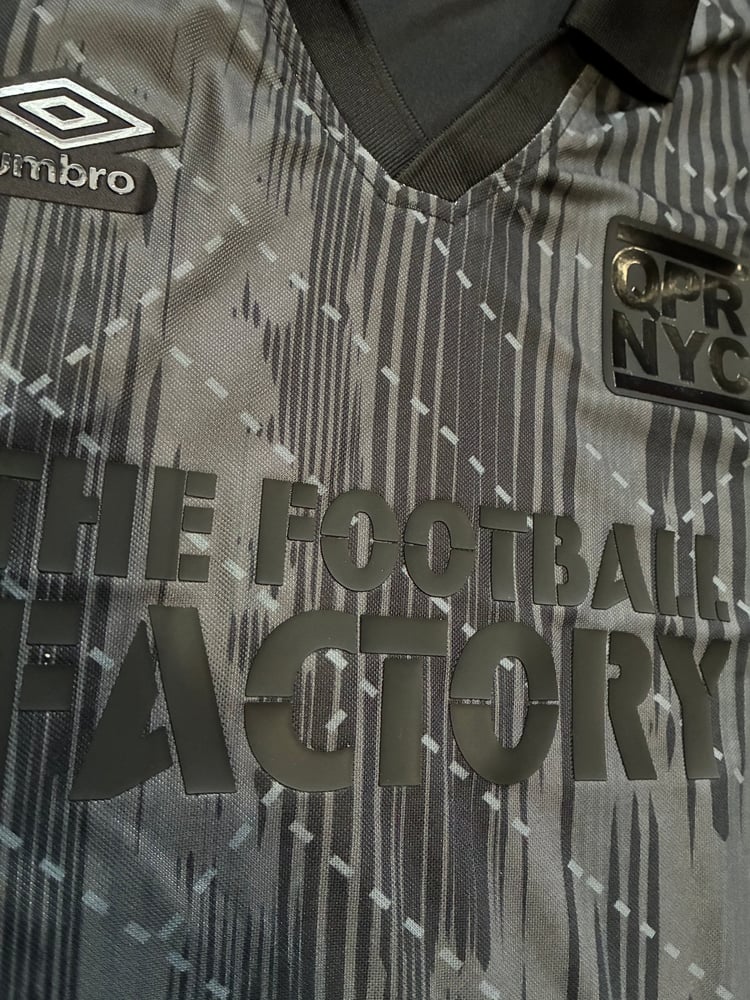 umbro
QPR
NYC
THE FOOTBALL
FACTORY